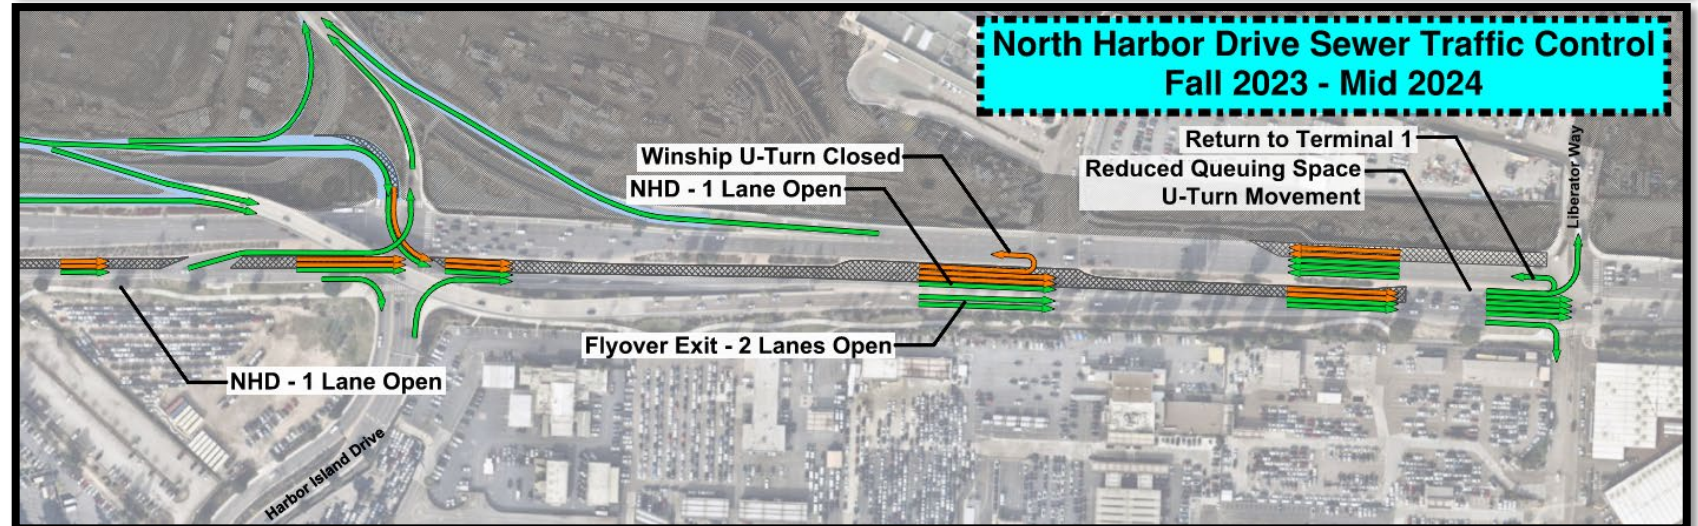 North Harbor Drive Sewer Traffic Control
Fall 2023 - Mid 2024
Return to Terminal 1
Reduced Queuing Space
U-Turn Movement
Winship U-Turn Closed
NHD - 1 Lane Open
Liberator Way
Flyover Exit - 2 Lanes Open
NHD - 1 Lane Open
Harbor Island Drive